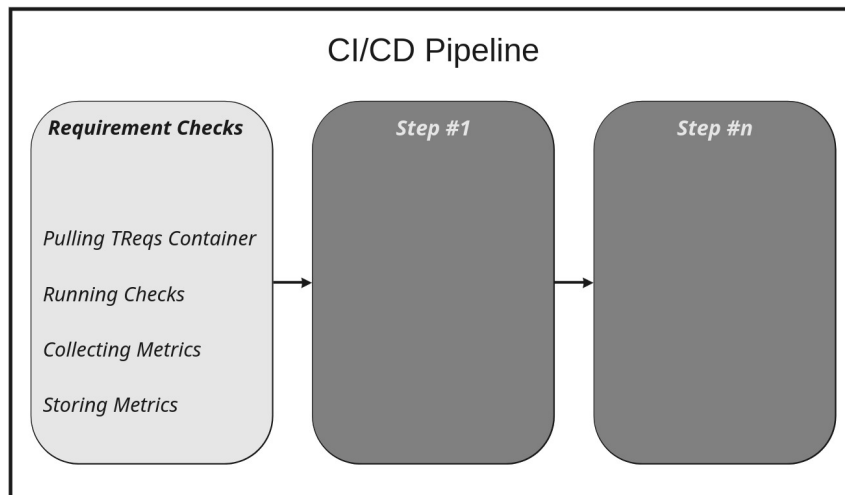 CI/CD Pipeline
Requirement Checks
Pulling TReqs Container
Running Checks
Collecting Metrics
Storing Metrics
Step #1
Step #n